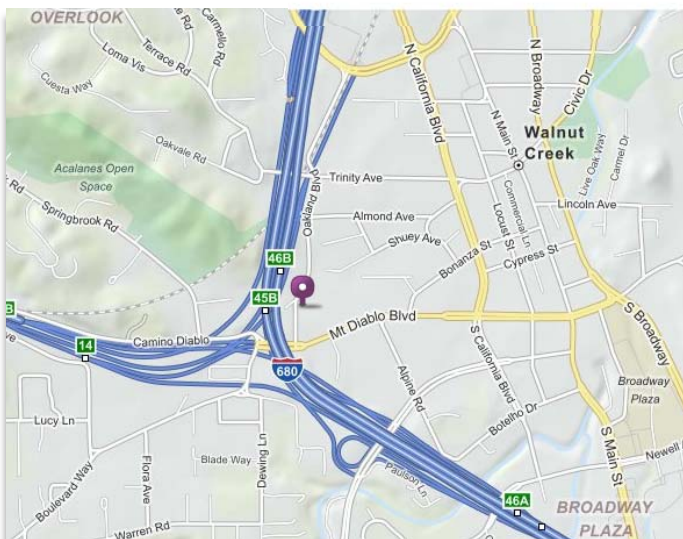 OVERLOOK
Carmello Rd
Terrace Rd
Loma Vis
Cuesta Way
N California Blvd
N Broadway
Civic Dr
N Main St
Walnut
Creek
Oakvale Rd
Acalanes Open
Space
Trinity Ave
Oakland Blvd
Live Oak Way
Carmel Dr
Springbrook Rd
Almond Ave
Commercial Ln
Lincoln Ave
Shuey Ave
Locust St
Bonanza St
Cypress St
46B
45B
B
Mt Diablo Blvd
S Broadway
Camino Diablo
14
680
Alpine Rd
S California Blvd
Broadway
Plaza
Lucy Ln
Botelho Dr
S Main St
Newell A
Blade Way
Dewing Ln
Flora Ave
Boulevard Way
Paulson Ln
46A
Warren Rd
BROADWAY
PLAZA